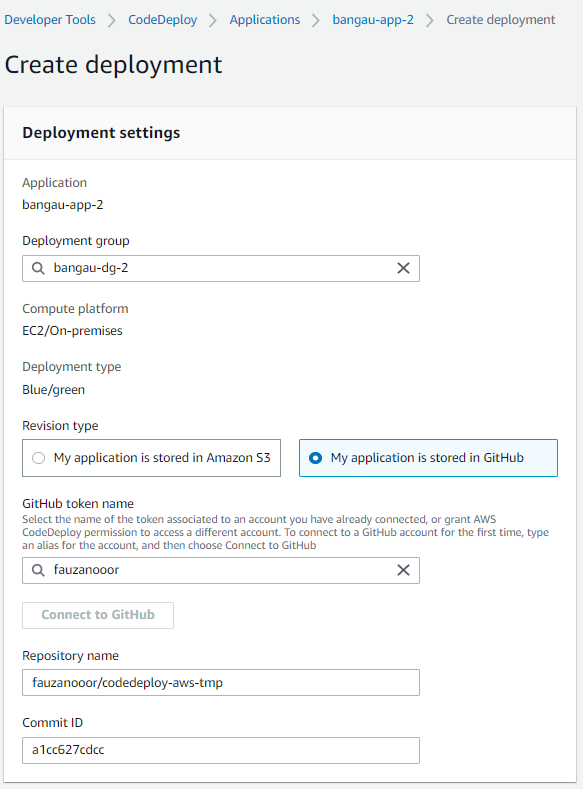 Developer Tools > CodeDeploy > Applications > bangau-app-2 > Create deployment
Create deployment
Deployment settings
Application
bangau-app-2
Deployment group
bangau-dg-2
Compute platform
EC2/On-premises
Deployment type
Blue/green
Revision type
My application is stored in Amazon S3
My application is stored in GitHub
GitHub token name
Select the name of the token associated to an account you have already connected, or grant AWS
CodeDeploy permission to access a different account. To connect to a GitHub account for the first time, type
an alias for the account, and then choose Connect to GitHub
fauzanooor
Connect to GitHub
Repository name
fauzanooor/codedeploy-aws-tmp
Commit ID
a1cc627cdcc